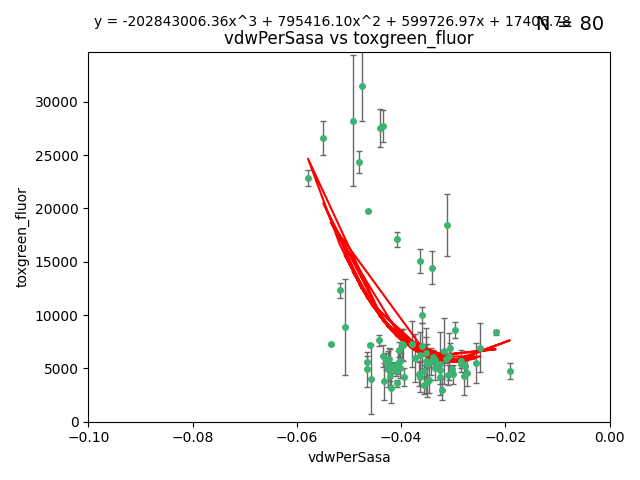 y = -202843006.36x^3 + 795416.10x^2 + 599726.97x + 17406.78
N = 80
vdwPerSasa vs toxgreen_fluor
toxgreen_fluor
30000
25000
20000
15000
10000
5000
0
−0.10
−0.08
−0.06
−0.04
−0.02
0.00
vdwPerSasa